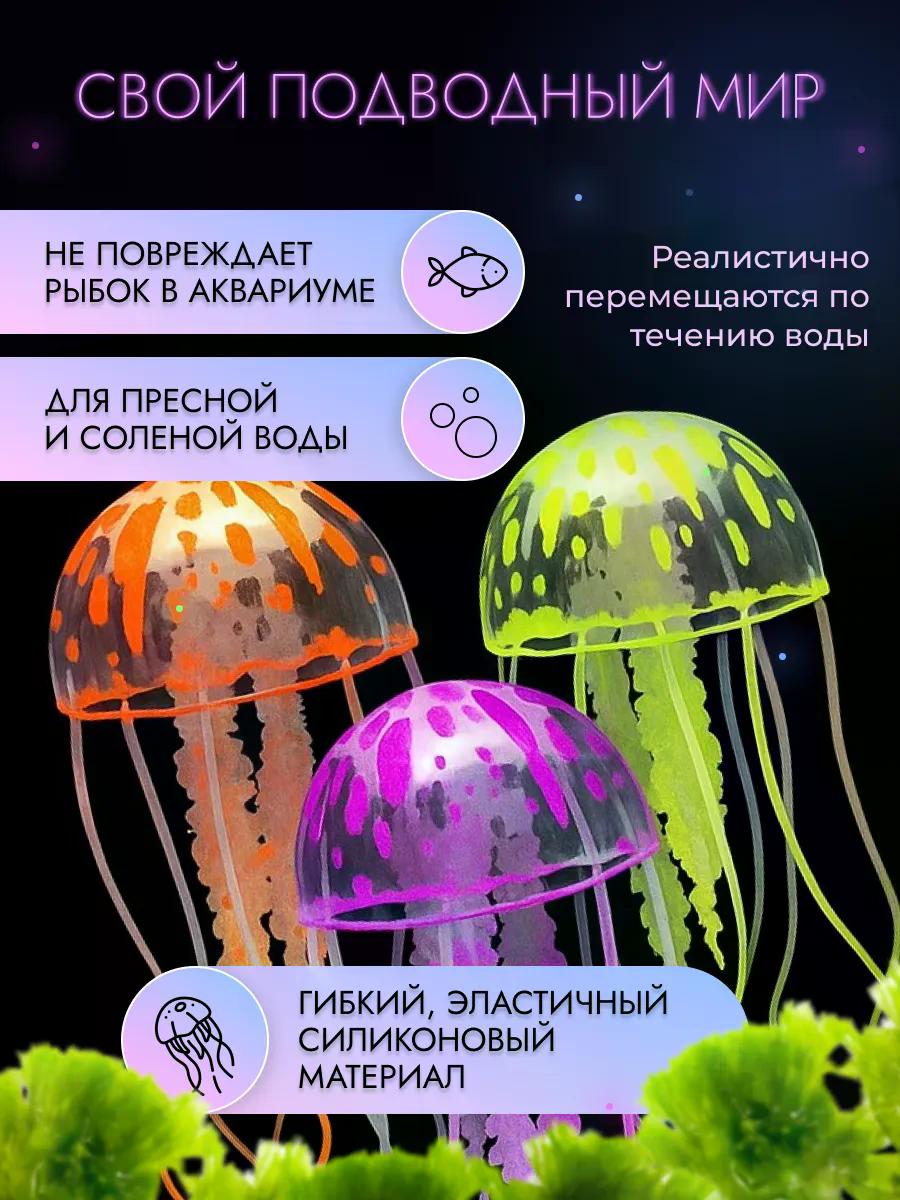 СВОЙ ПОДВОДНЫЙ МИР
НЕ ПОВРЕЖДАЕТ
РЫБОК В АКВАРИУМЕ
Реалистично
перемещаются по
течению воды
ДЛЯ ПРЕСНОЙ
И СОЛЕНОЙ ВОДЫ
ГИБКИЙ, ЭЛАСТИЧНЫЙ
СИЛИКОНОВЫЙ
МАТЕРИАЛ